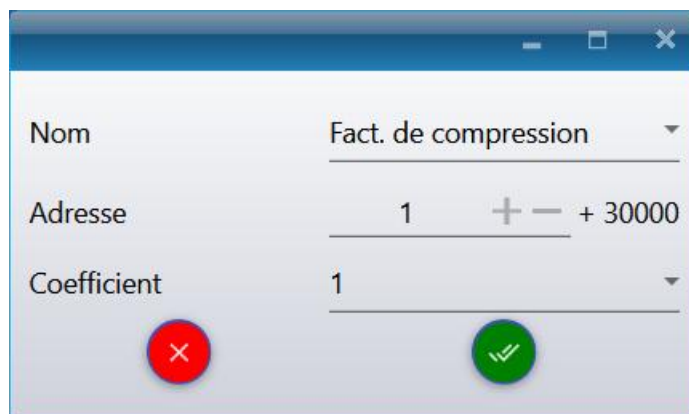 Nom Fact. de compression
Adresse 1 + 30000
Coefficient 1